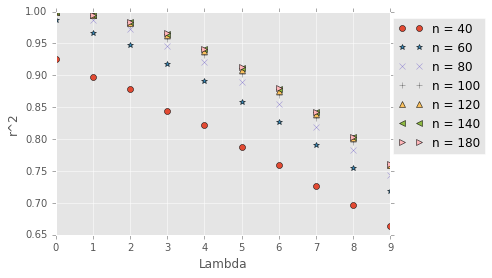 1.00
0.95
0.90
0.85
0.80
0.75
0.70
0.65
r^2
0 1 2 3 4 5 6 7 8 9
Lambda
n = 40
n = 60
n = 80
n = 100
n = 120
n = 140
n = 180